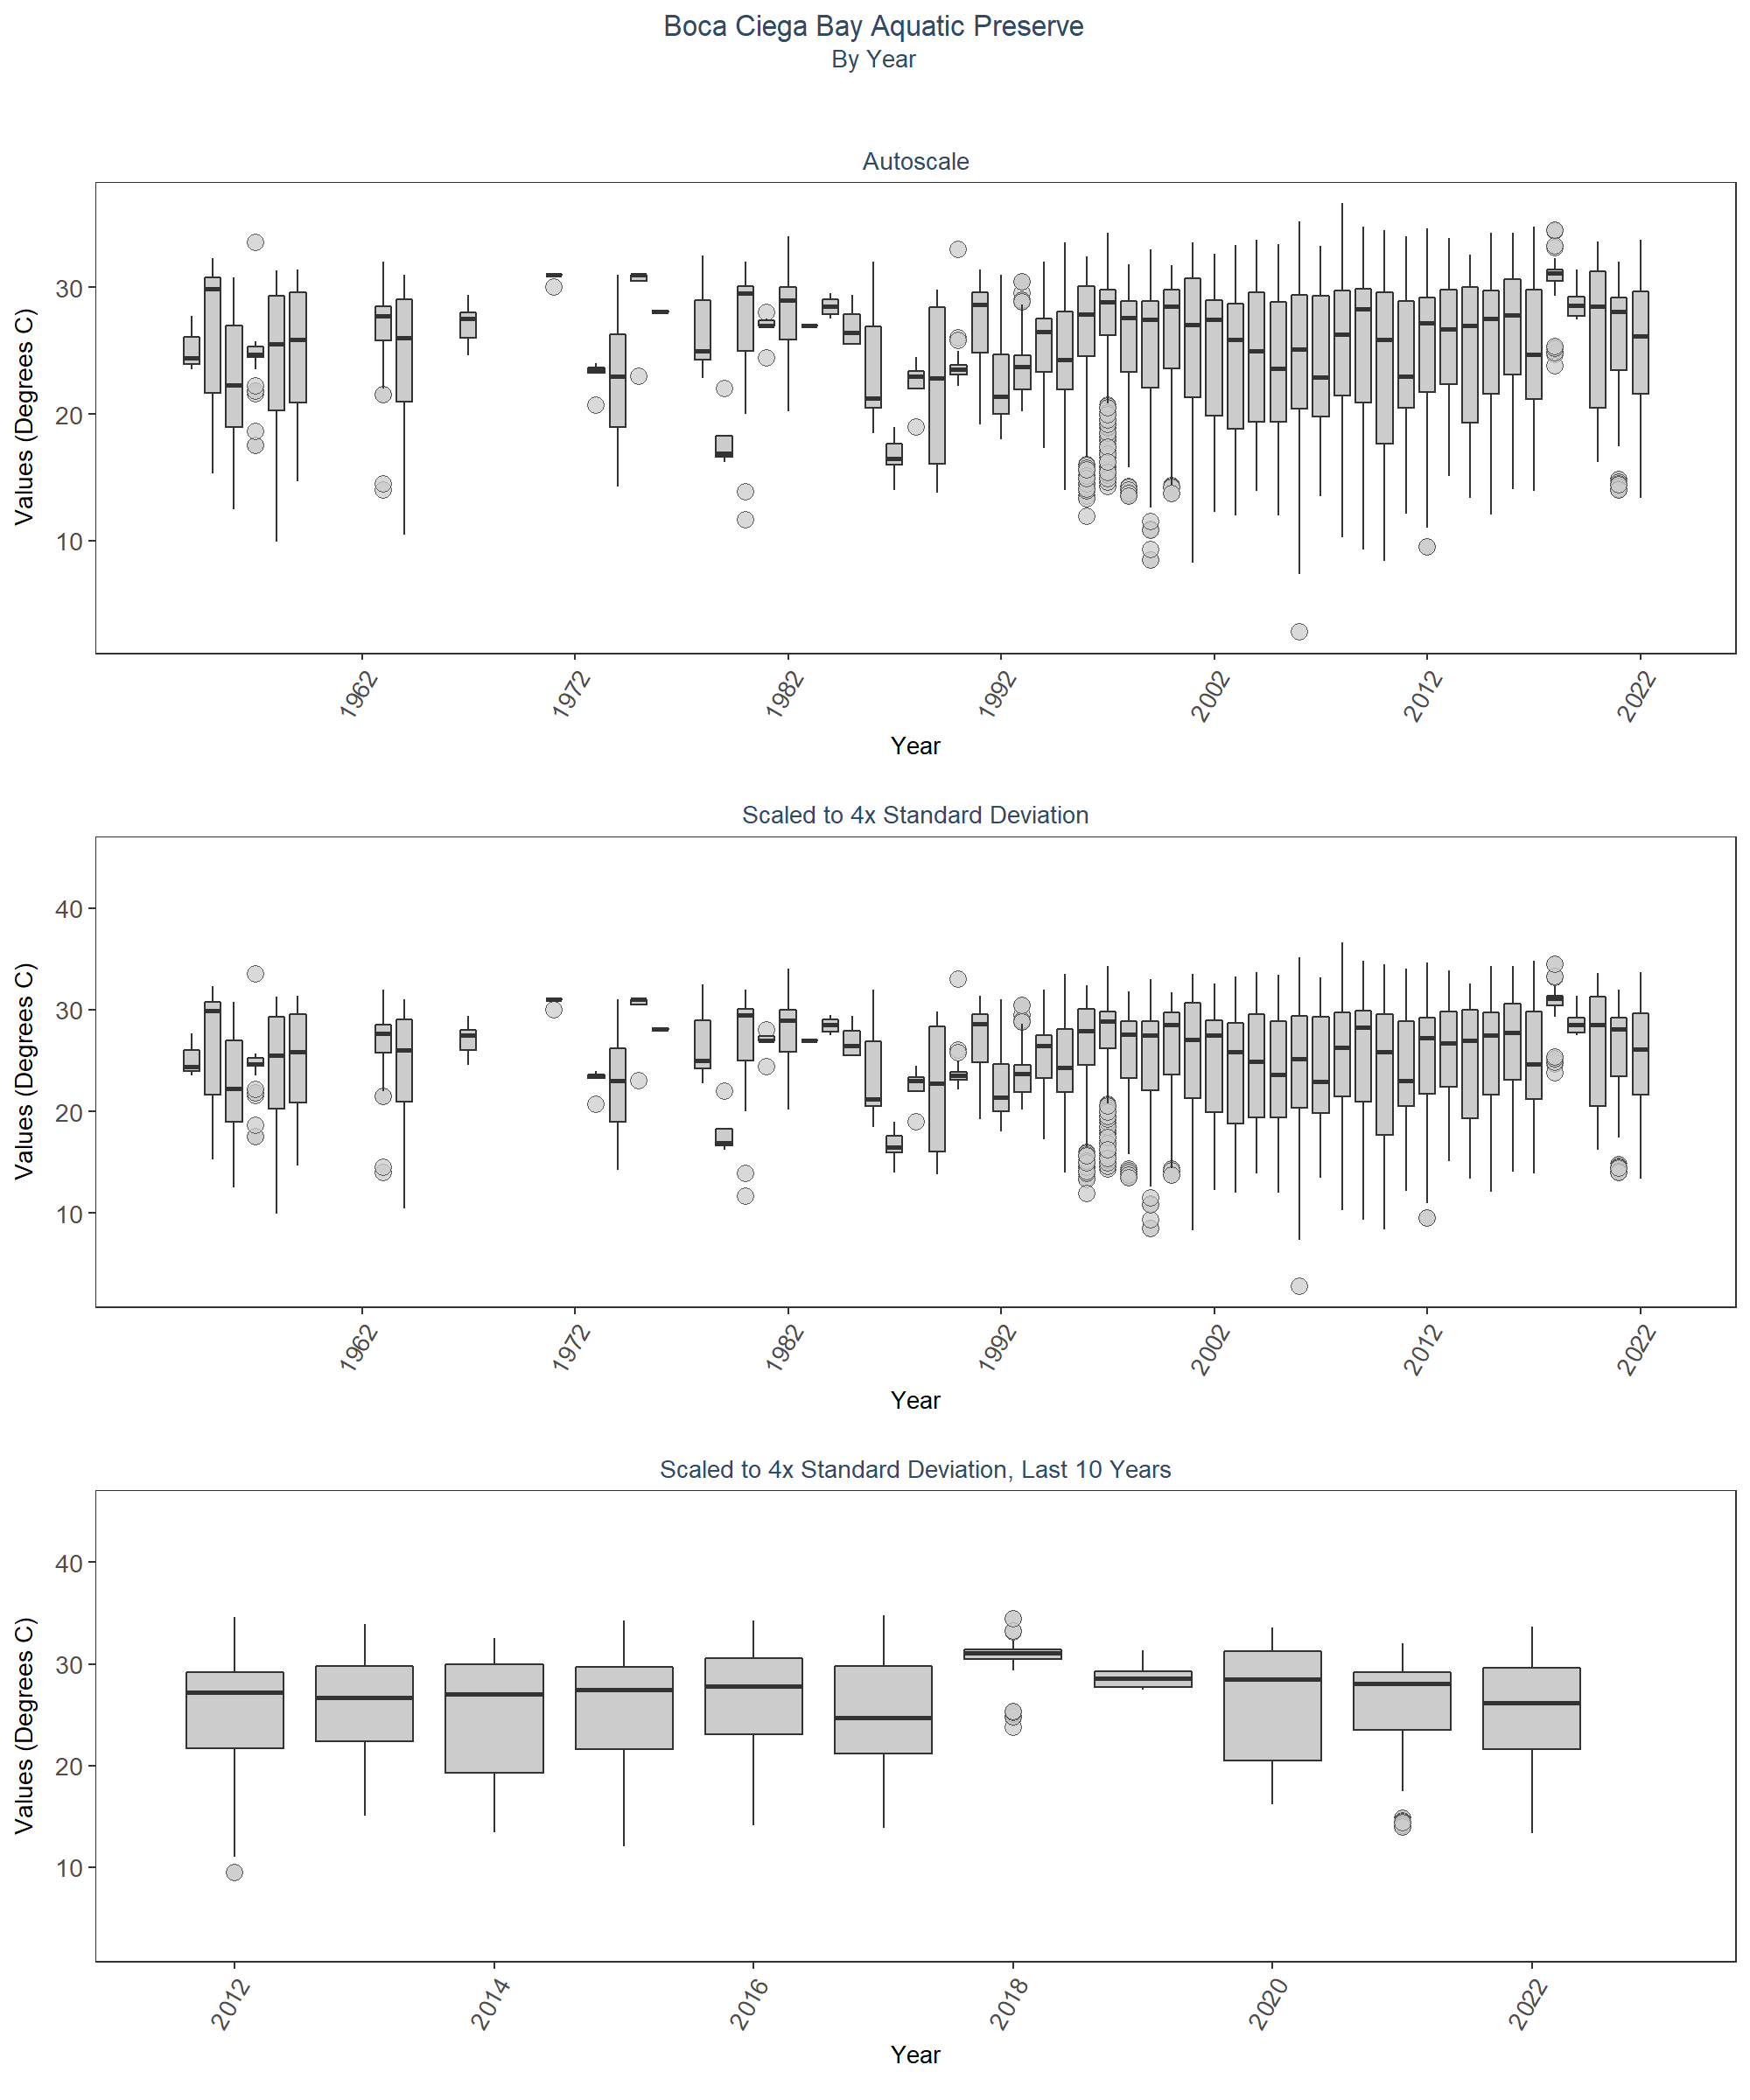 Boca Ciega Bay Aquatic Preserve
By Year
Autoscale
Values (Degrees C)
30
20
10
1962
1972
1982
1992
2002
2012
2022
Year
Scaled to 4x Standard Deviation
Values (Degrees C)
40
30
20
10
1962
1972
1982
1992
2002
2012
2022
Year
Scaled to 4x Standard Deviation, Last 10 Years
Values (Degrees C)
40
30
20
10
2012
2014
2016
2018
2020
2022
Year